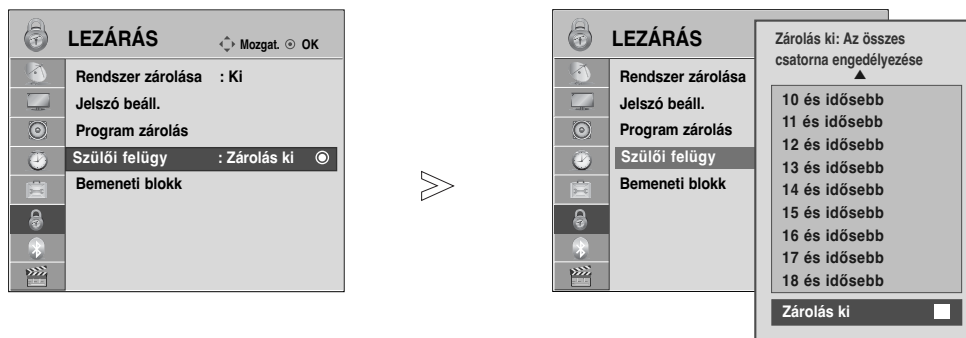 LEZÁRÁS
Mozgat. OK
Rendszer zárolása : Ki
Jelszó beáll.
Program zárolás
Szülői felügy : Zárolás ki
Bemeneti blokk
LEZÁRÁS
Rendszer zárolása
Jelszó beáll.
Program zárolás
Szülői felügy
Bemeneti blokk
Zárolás ki: Az összes
csatorna engedélyezése
10 és idősebb
11 és idősebb
12 és idősebb
13 és idősebb
14 és idősebb
15 és idősebb
16 és idősebb
17 és idősebb
18 és idősebb
Zárolás ki